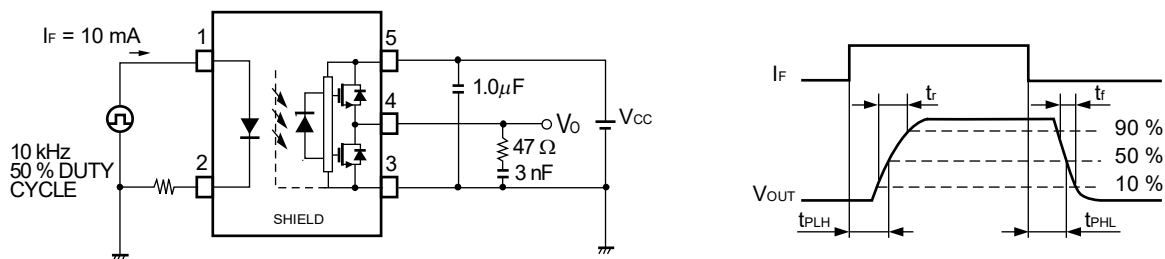 IF = 10 mA
1
5
1.0μF
4
VO
VCC
47 Ω
3 nF
10 kHz
50 % DUTY
CYCLE
2
3
SHIELD
IF
tr
tf
90 %
50 %
10 %
VOUT
tPLH
tPHL